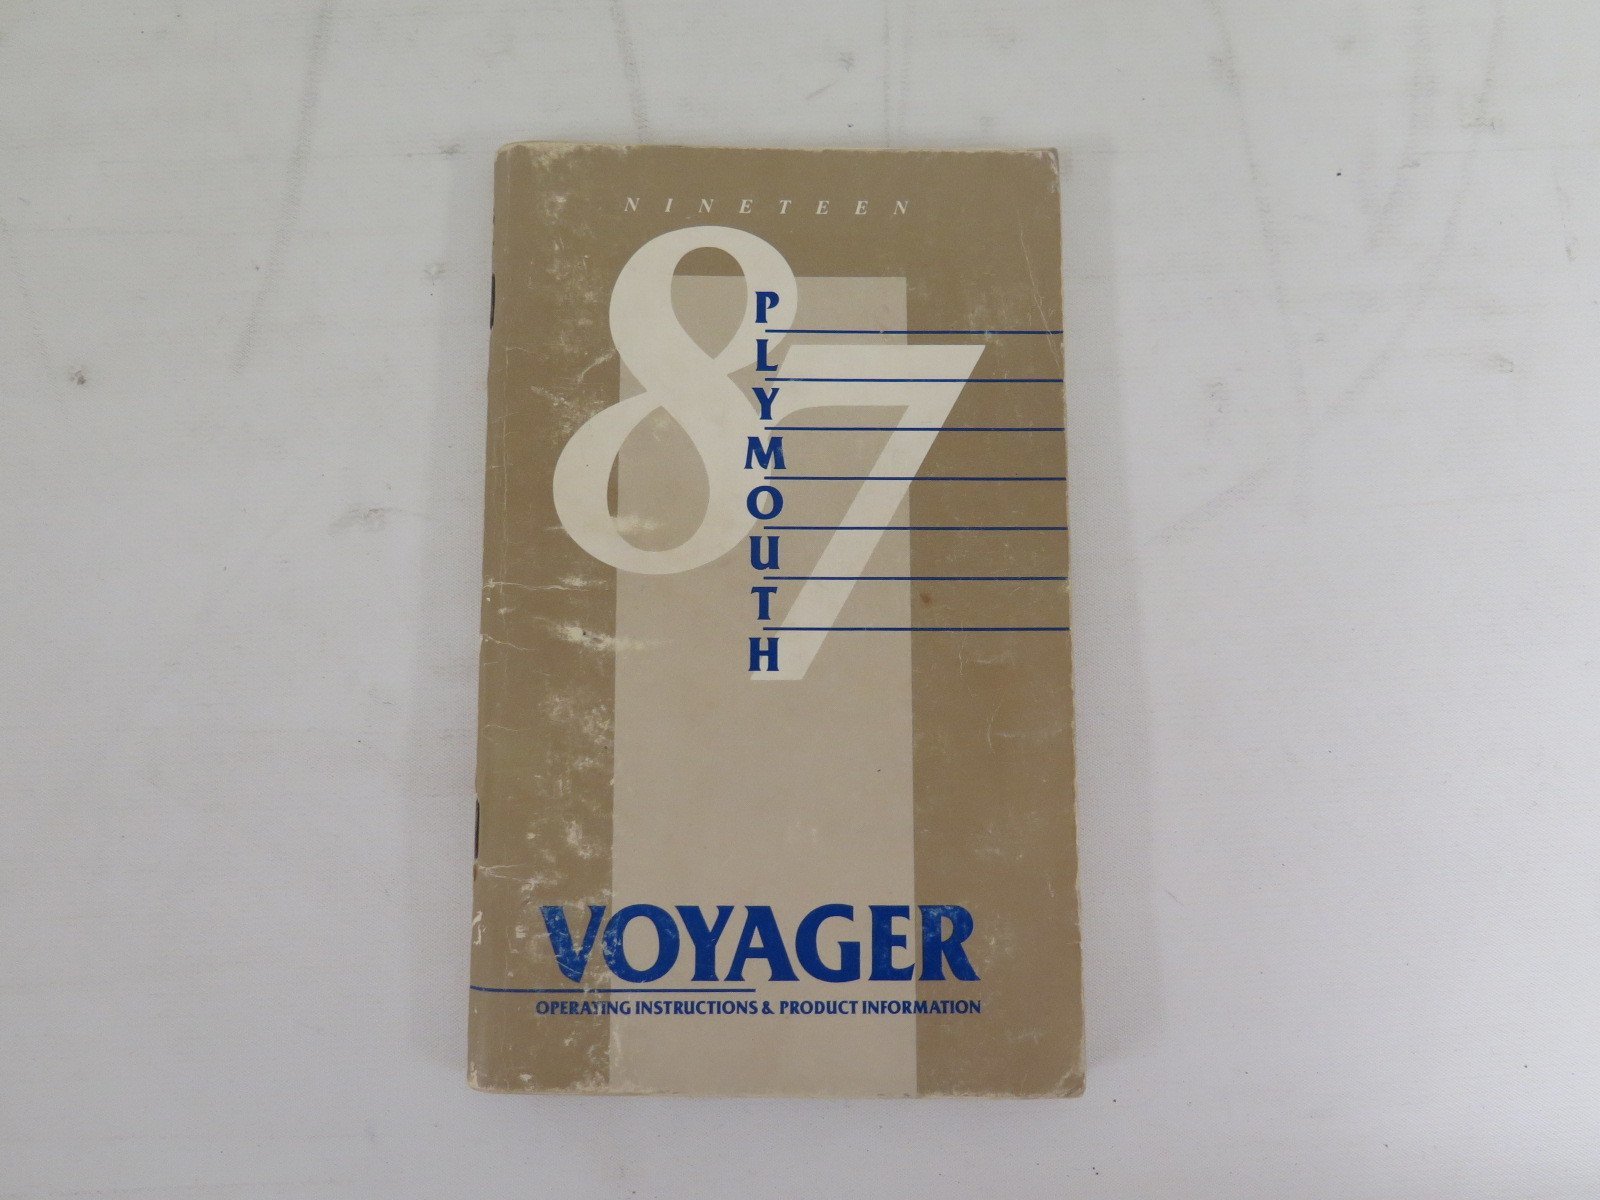 NINETEEN
87
PLYMOUTH
VOYAGER
OPERATING INSTRUCTIONS & PRODUCT INFORMATION